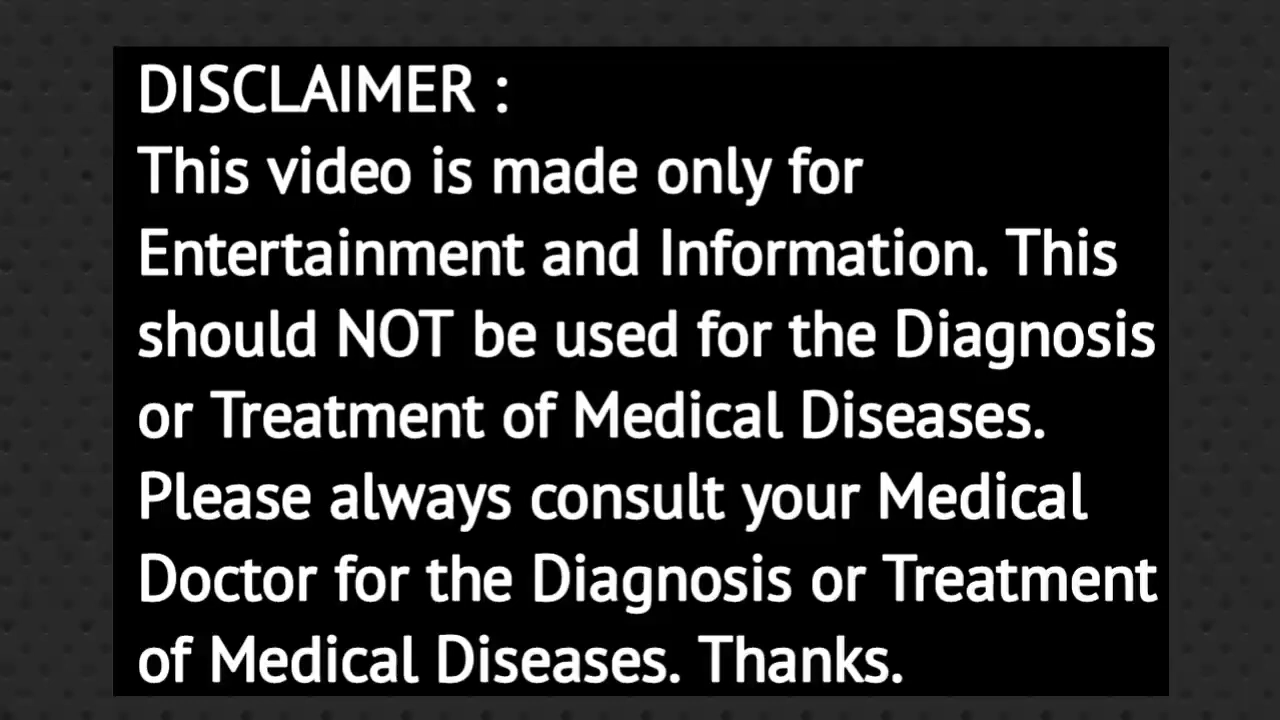 DISCLAIMER :
This video is made only for
Entertainment and Information. This
should NOT be used for the Diagnosis
or Treatment of Medical Diseases.
Please always consult your Medical
Doctor for the Diagnosis or Treatment
of Medical Diseases. Thanks.